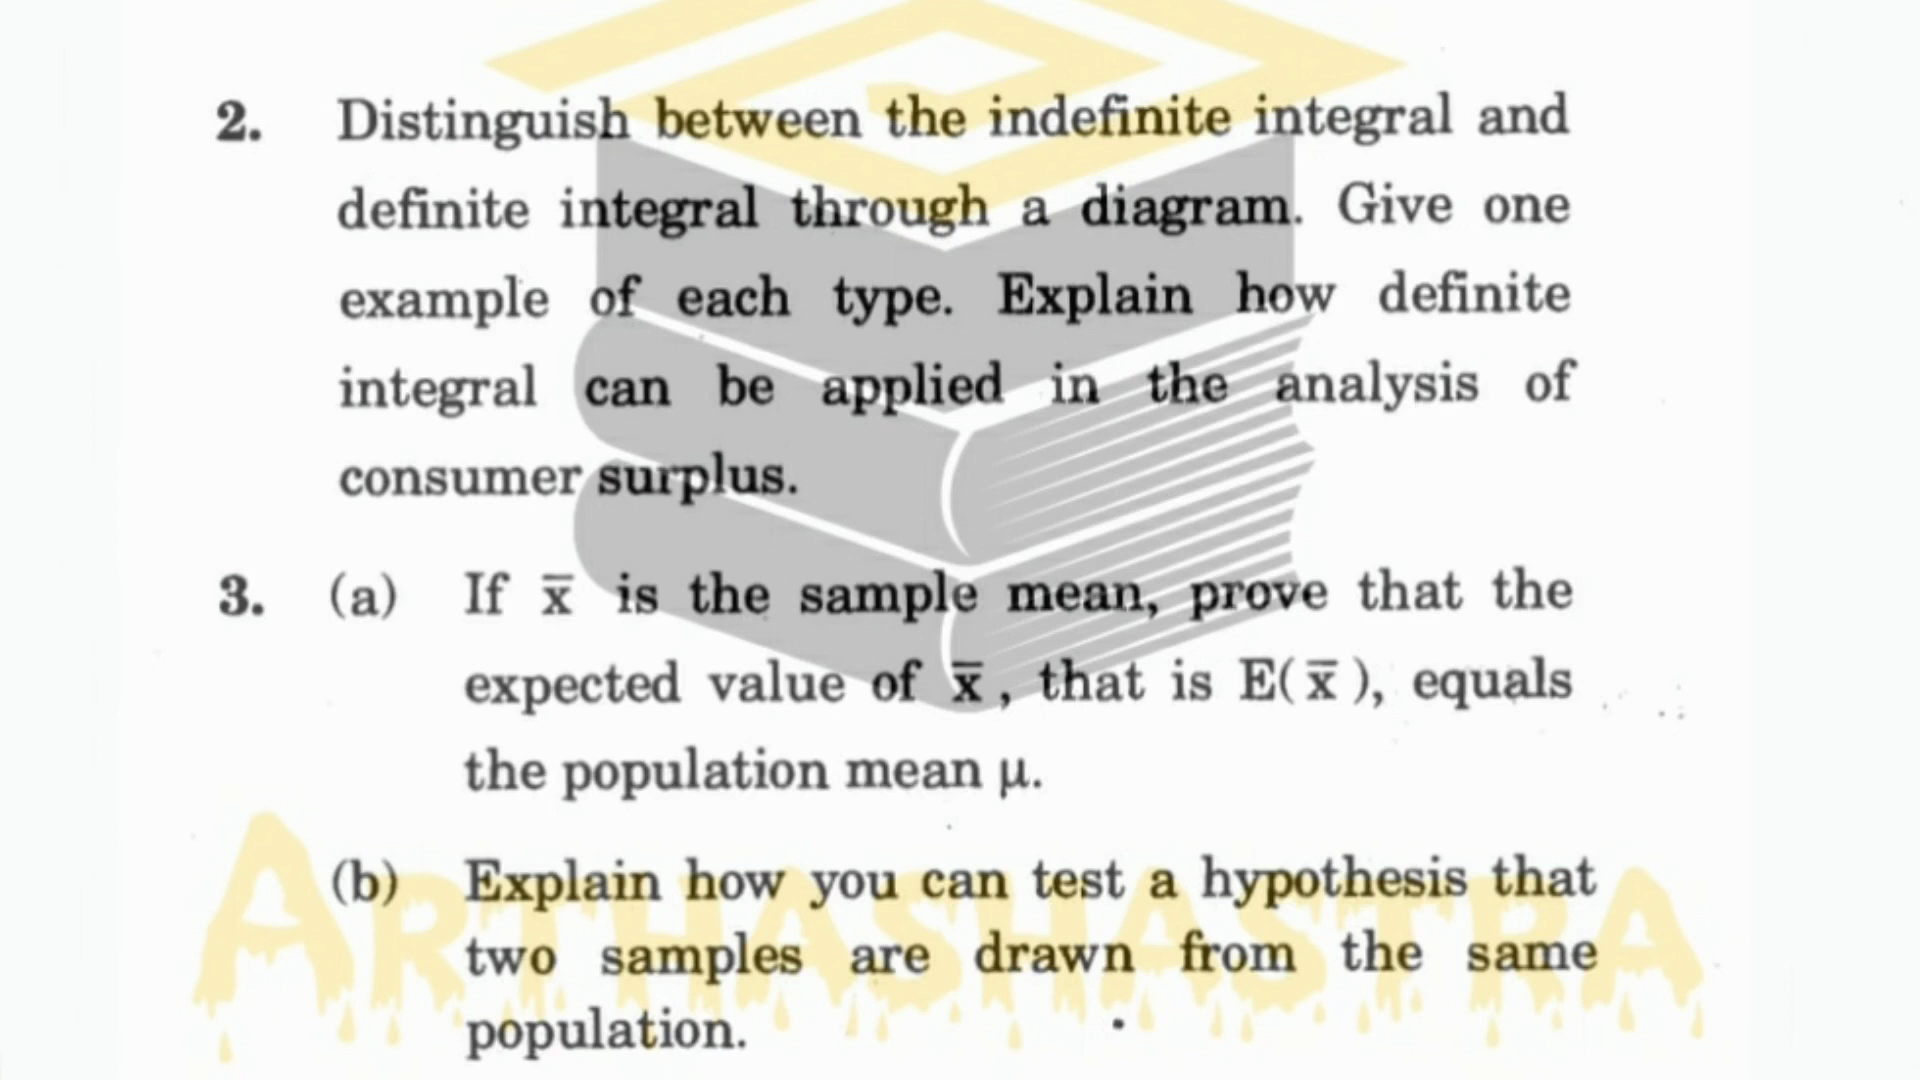 2. Distinguish between the indefinite integral and
definite integral through a diagram. Give one
example of each type. Explain how definite
integral can be applied in the analysis of
consumer surplus.
3. (a) If x̅ is the sample mean, prove that the
expected value of x̅, that is E(x̅), equals
the population mean μ.
(b) Explain how you can test a hypothesis that
two samples are drawn from the same
population.
ARTHASHASTRA